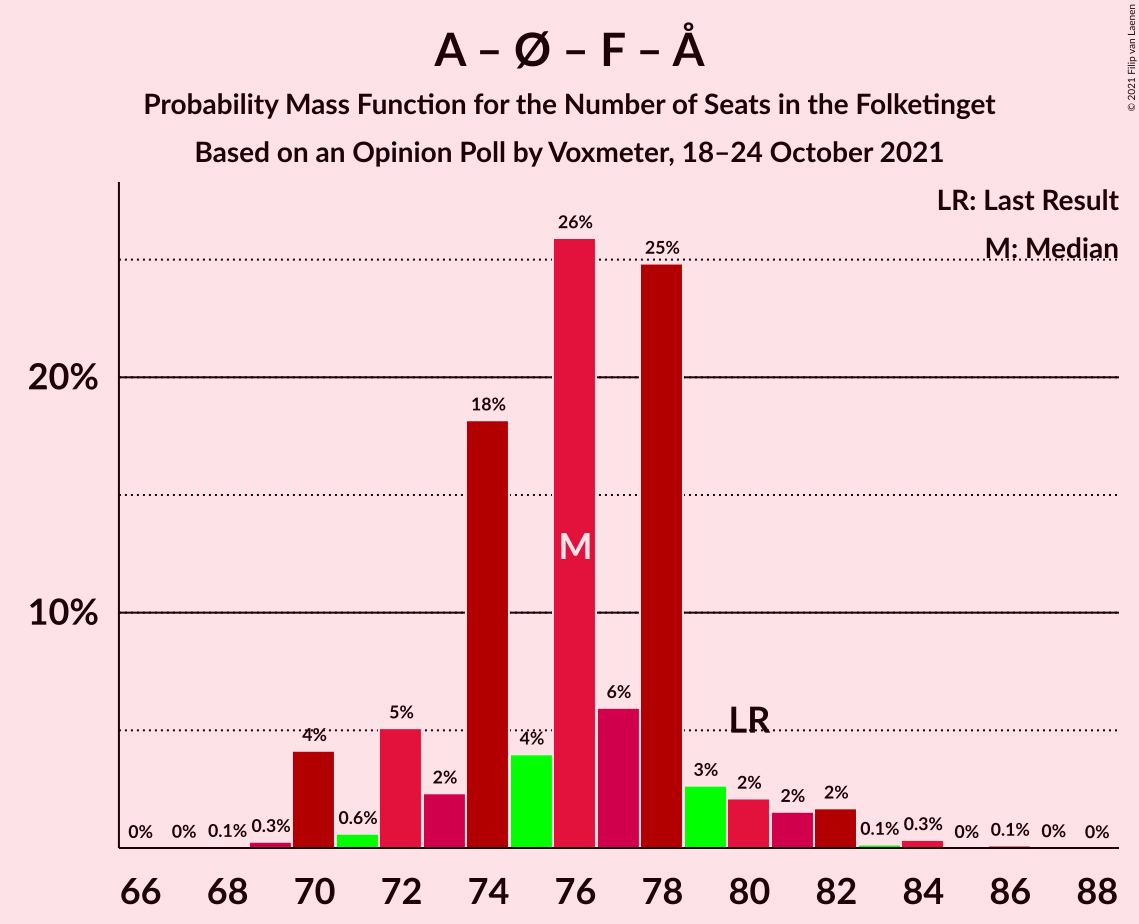 A – Ø – F – Å
Probability Mass Function for the Number of Seats in the Folketinget
Based on an Opinion Poll by Voxmeter, 18–24 October 2021
© 2021 Filip van Laenen
LR: Last Result
M: Median
20%
10%
0% 0% 0.1% 0.3% 4% 0.6% 5% 2% 18% 4% 26% 6% 25% 3% 2% 2% 2% 0.1% 0.3% 0% 0.1% 0% 0%
M
LR
66 68 70 72 74 76 78 80 82 84 86 88